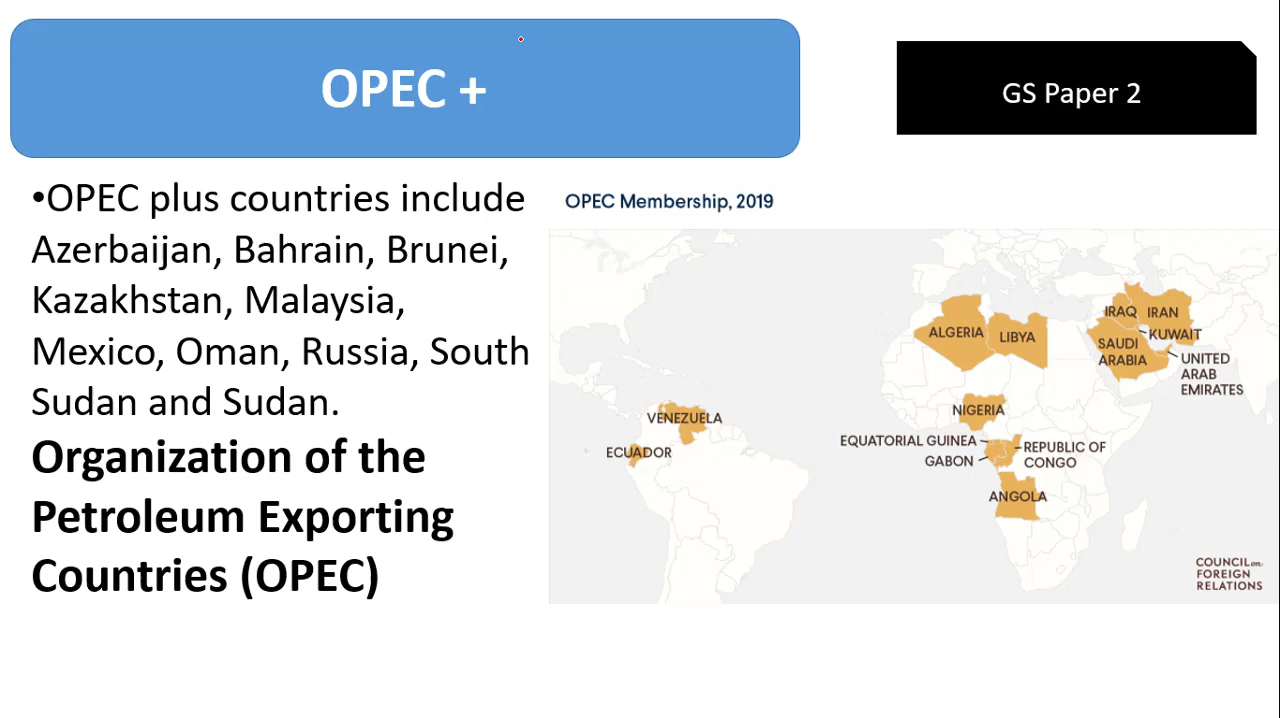 OPEC +
GS Paper 2
•OPEC plus countries include
Azerbaijan, Bahrain, Brunei,
Kazakhstan, Malaysia,
Mexico, Oman, Russia, South
Sudan and Sudan.
Organization of the
Petroleum Exporting
Countries (OPEC)
OPEC Membership, 2019
IRAQ
IRAN
ALGERIA
LIBYA
KUWAIT
SAUDI
ARABIA
UNITED
ARAB
EMIRATES
NIGERIA
VENEZUELA
EQUATORIAL GUINEA
REPUBLIC OF
CONGO
ECUADOR
GABON
ANGOLA
COUNCIL on
FOREIGN
RELATIONS